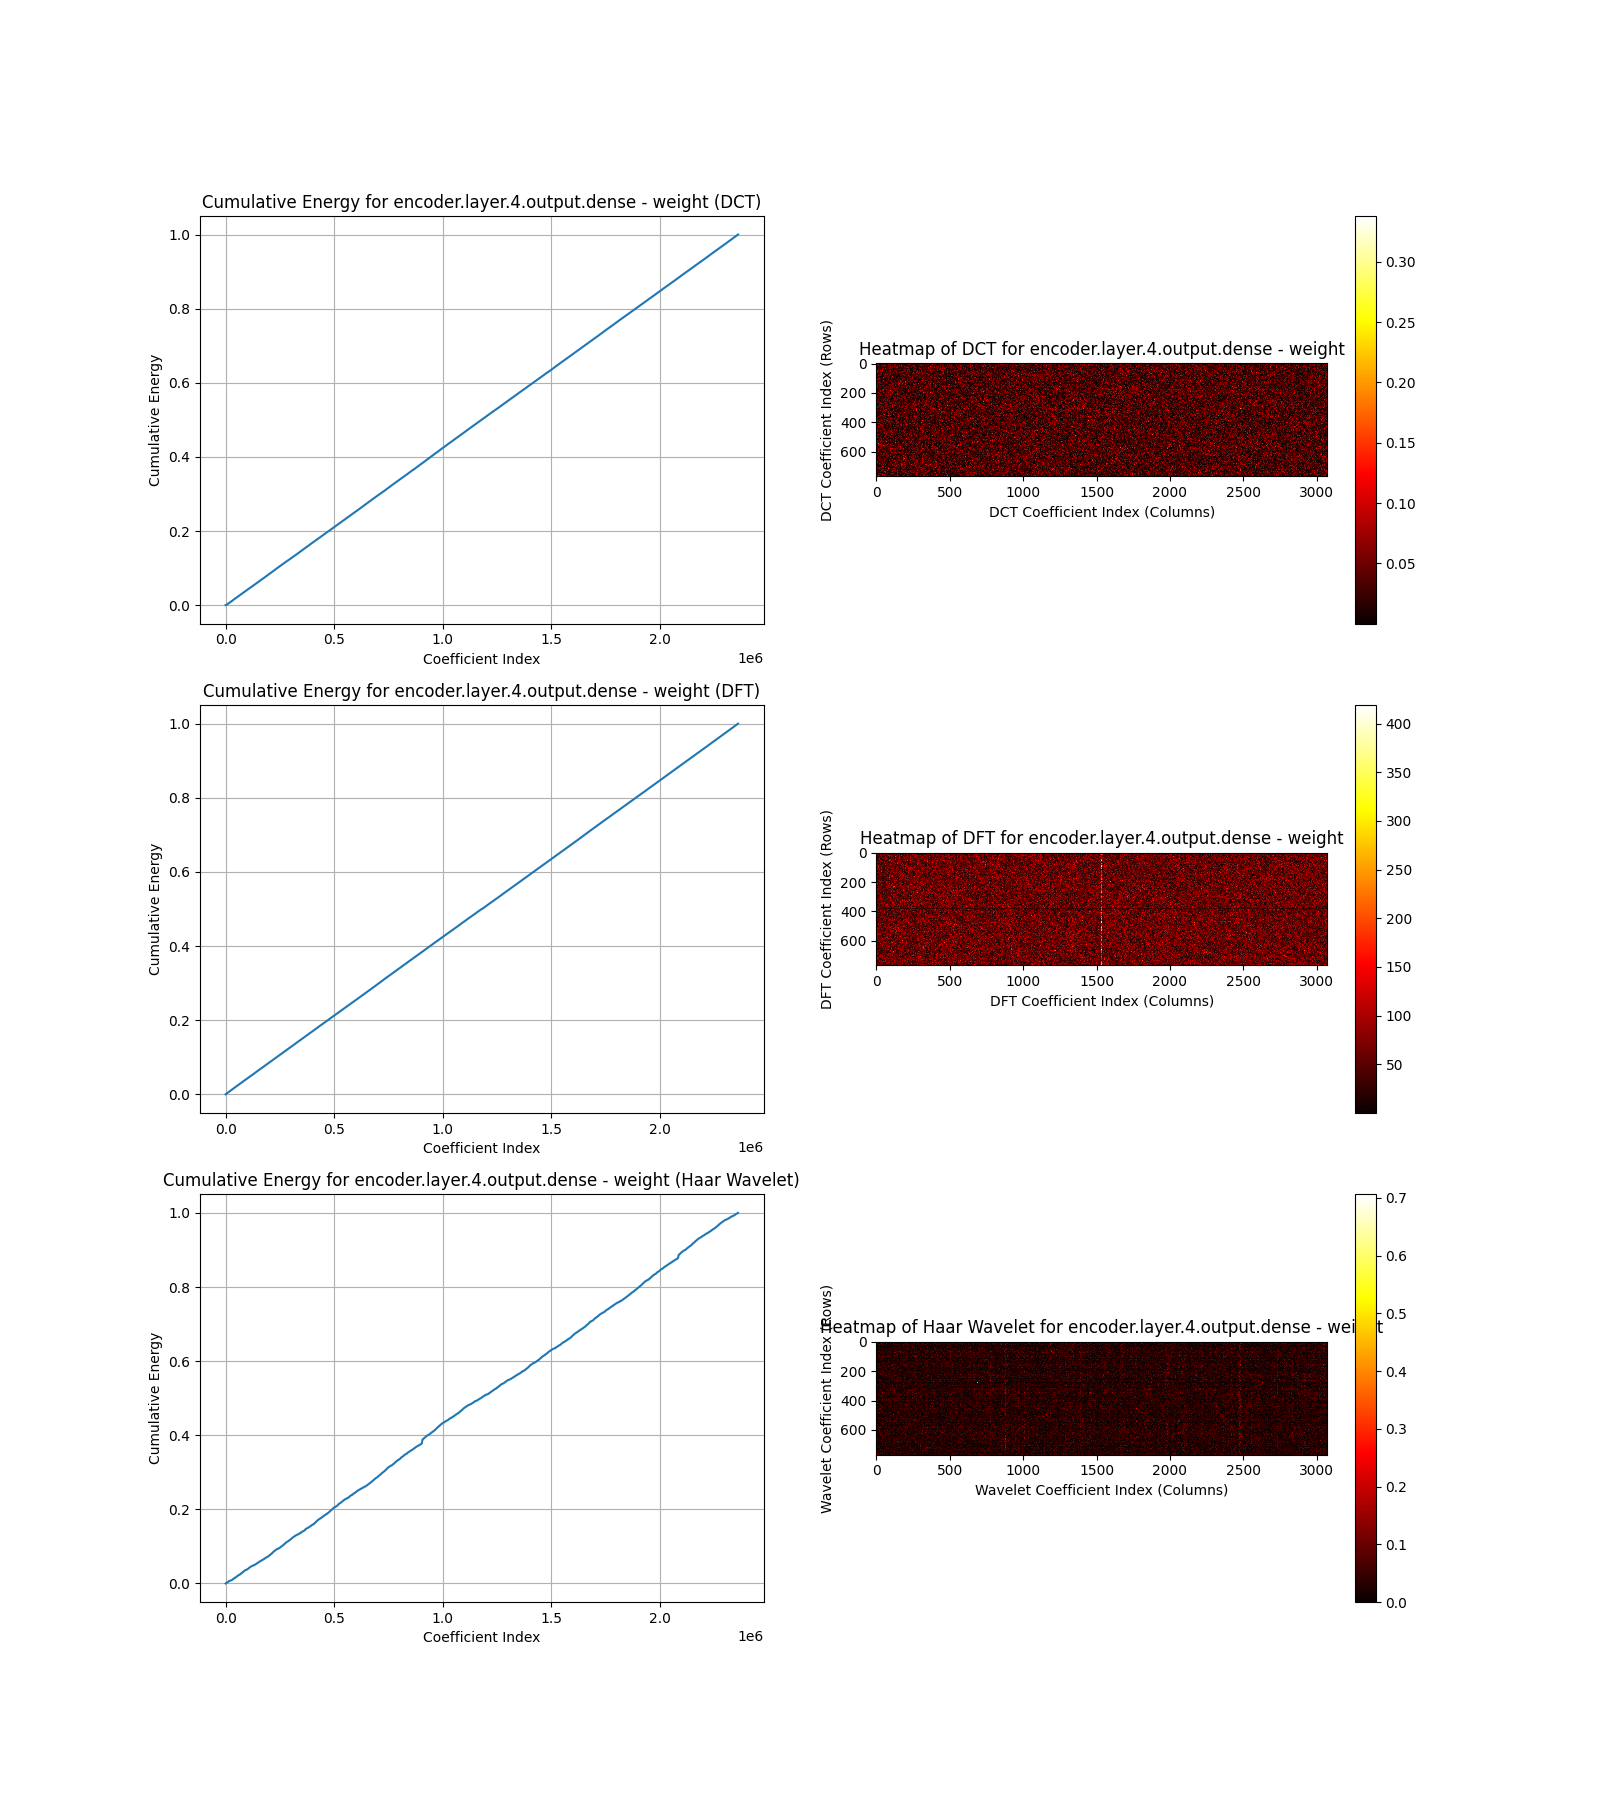 Cumulative Energy for encoder.layer.4.output.dense - weight (DCT)
1.0
0.8
0.6
0.4
0.2
0.0
Cumulative Energy
0.0 0.5 1.0 1.5 2.0
1e6
Coefficient Index
Heatmap of DCT for encoder.layer.4.output.dense - weight
0
200
400
600
DCT Coefficient Index (Rows)
0 500 1000 1500 2000 2500 3000
DCT Coefficient Index (Columns)
0.30
0.25
0.20
0.15
0.10
0.05
Cumulative Energy for encoder.layer.4.output.dense - weight (DFT)
1.0
0.8
0.6
0.4
0.2
0.0
Cumulative Energy
0.0 0.5 1.0 1.5 2.0
1e6
Coefficient Index
Heatmap of DFT for encoder.layer.4.output.dense - weight
0
200
400
600
DFT Coefficient Index (Rows)
0 500 1000 1500 2000 2500 3000
DFT Coefficient Index (Columns)
400
350
300
250
200
150
100
50
Cumulative Energy for encoder.layer.4.output.dense - weight (Haar Wavelet)
1.0
0.8
0.6
0.4
0.2
0.0
Cumulative Energy
0.0 0.5 1.0 1.5 2.0
1e6
Coefficient Index
Heatmap of Haar Wavelet for encoder.layer.4.output.dense - weight
0
200
400
600
Wavelet Coefficient Index (Rows)
0 500 1000 1500 2000 2500 3000
Wavelet Coefficient Index (Columns)
0.7
0.6
0.5
0.4
0.3
0.2
0.1
0.0